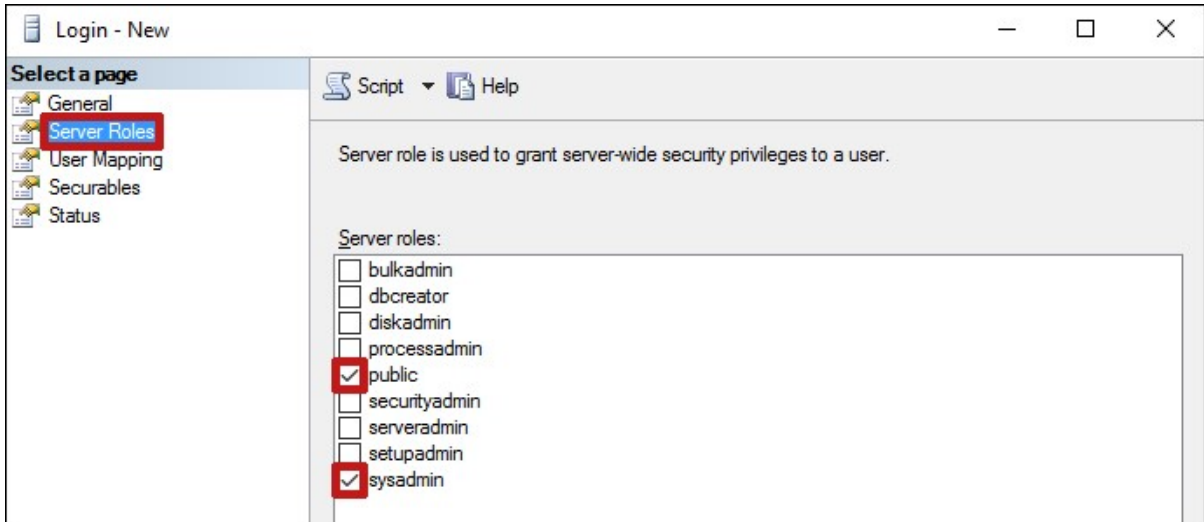 Login - New
Select a page
General
Server Roles
User Mapping
Securables
Status
Script Help
Server role is used to grant server-wide security privileges to a user.
Server roles:
bulkadmin
dbcreator
diskadmin
processadmin
public
securityadmin
serveradmin
setupadmin
sysadmin